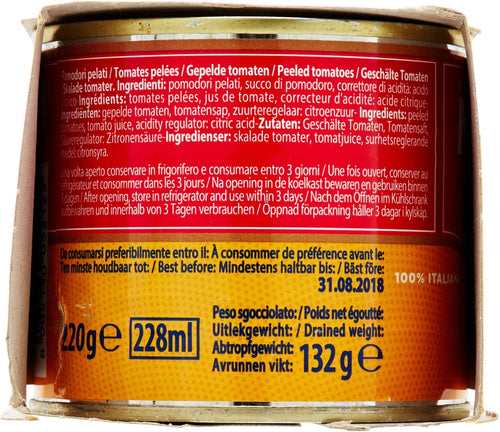 Pomodori pelati / Tomates pelées / Gepelde tomaten / Peeled tomatoes / Geschälte Tomaten
Skalade tomater. Ingredienti: pomodori pelati, succo di pomodoro, correttore di acidità: acido
Ingrédients: tomates pelées, jus de tomate, correcteur d'acidité: acide citrique-
Ingrediënten: gepelde tomaten, tomatensap, zuurteregelaar: citroenzuur- Ingredients: peeled
tomatoes, tomato juice, acidity regulator: citric acid-Zutaten: Geschälte Tomaten, Tomatensaft,
Säureregulator: Zitronensäure-Ingredienser: skalade tomater, tomatjuice, surhetsreglerande
medel: citronsyra.
Una volta aperto conservare in frigorifero e consumare entro 3 giorni / Une fois ouvert, conserver au
refrigerateur et consommer dans les 3 jours / Na opening in de koelkast bewaren en gebruiken binnen
3 dagen / After opening, store in refrigerator and use within 3 days / Nach dem Öffnen im Kühlschrank
aufbewahren und innerhalb von 3 Tagen verbrauchen / Öppnad förpackning håller 3 dagar i kylskap.
Da consumarsi preferibilmente entro il: / À consommer de préférence avant le:
Ten minste houdbaar tot: / Best before: Mindestens haltbar bis: / Bäst före:
31.08.2018
100% ITALIAN
220g e 228ml
Peso sgocciolato: / Poids net égoutté:
Uitlekgewicht: / Drained weight:
Abtropfgewicht:
Avrunnen vikt: 132g e